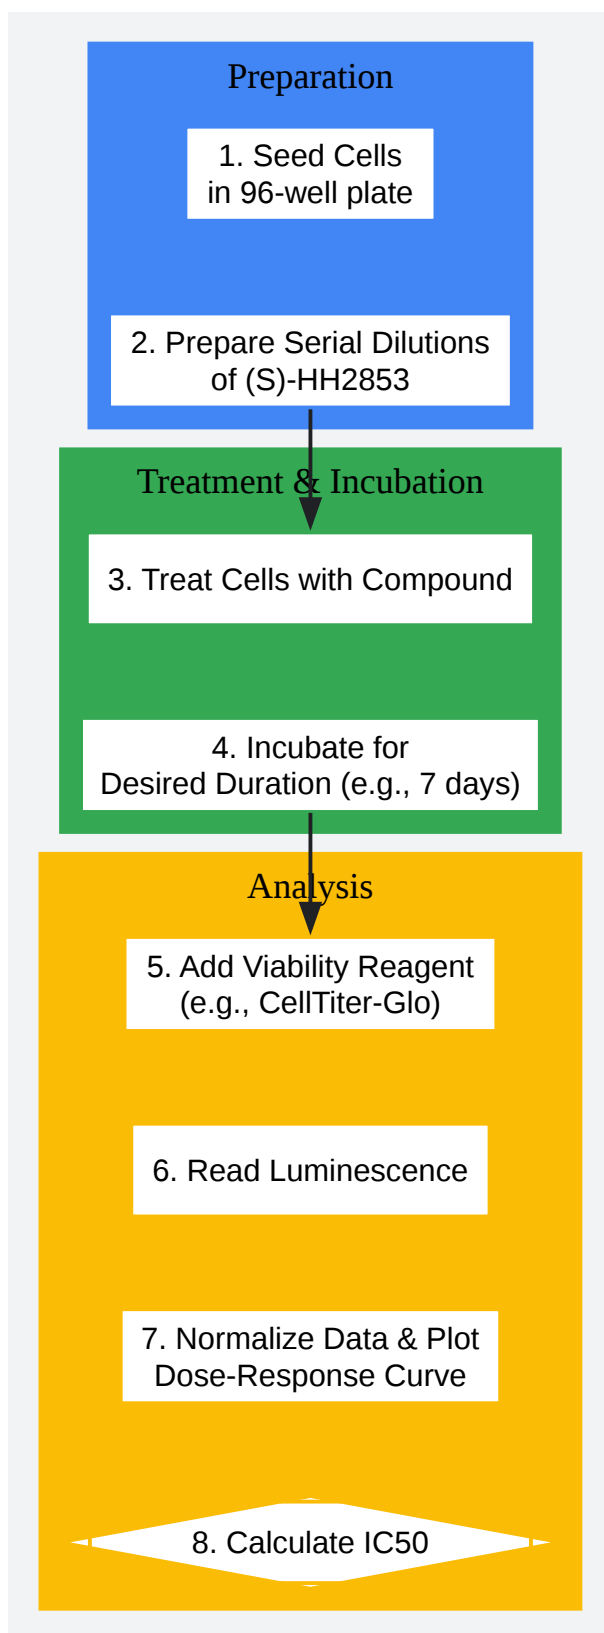 Preparation
1. Seed Cells
in 96-well plate
2. Prepare Serial Dilutions
of (S)-HH2853
Treatment & Incubation
3. Treat Cells with Compound
4. Incubate for
Desired Duration (e.g., 7 days)
Analysis
5. Add Viability Reagent
(e.g., CellTiter-Glo)
6. Read Luminescence
7. Normalize Data & Plot
Dose-Response Curve
8. Calculate IC50